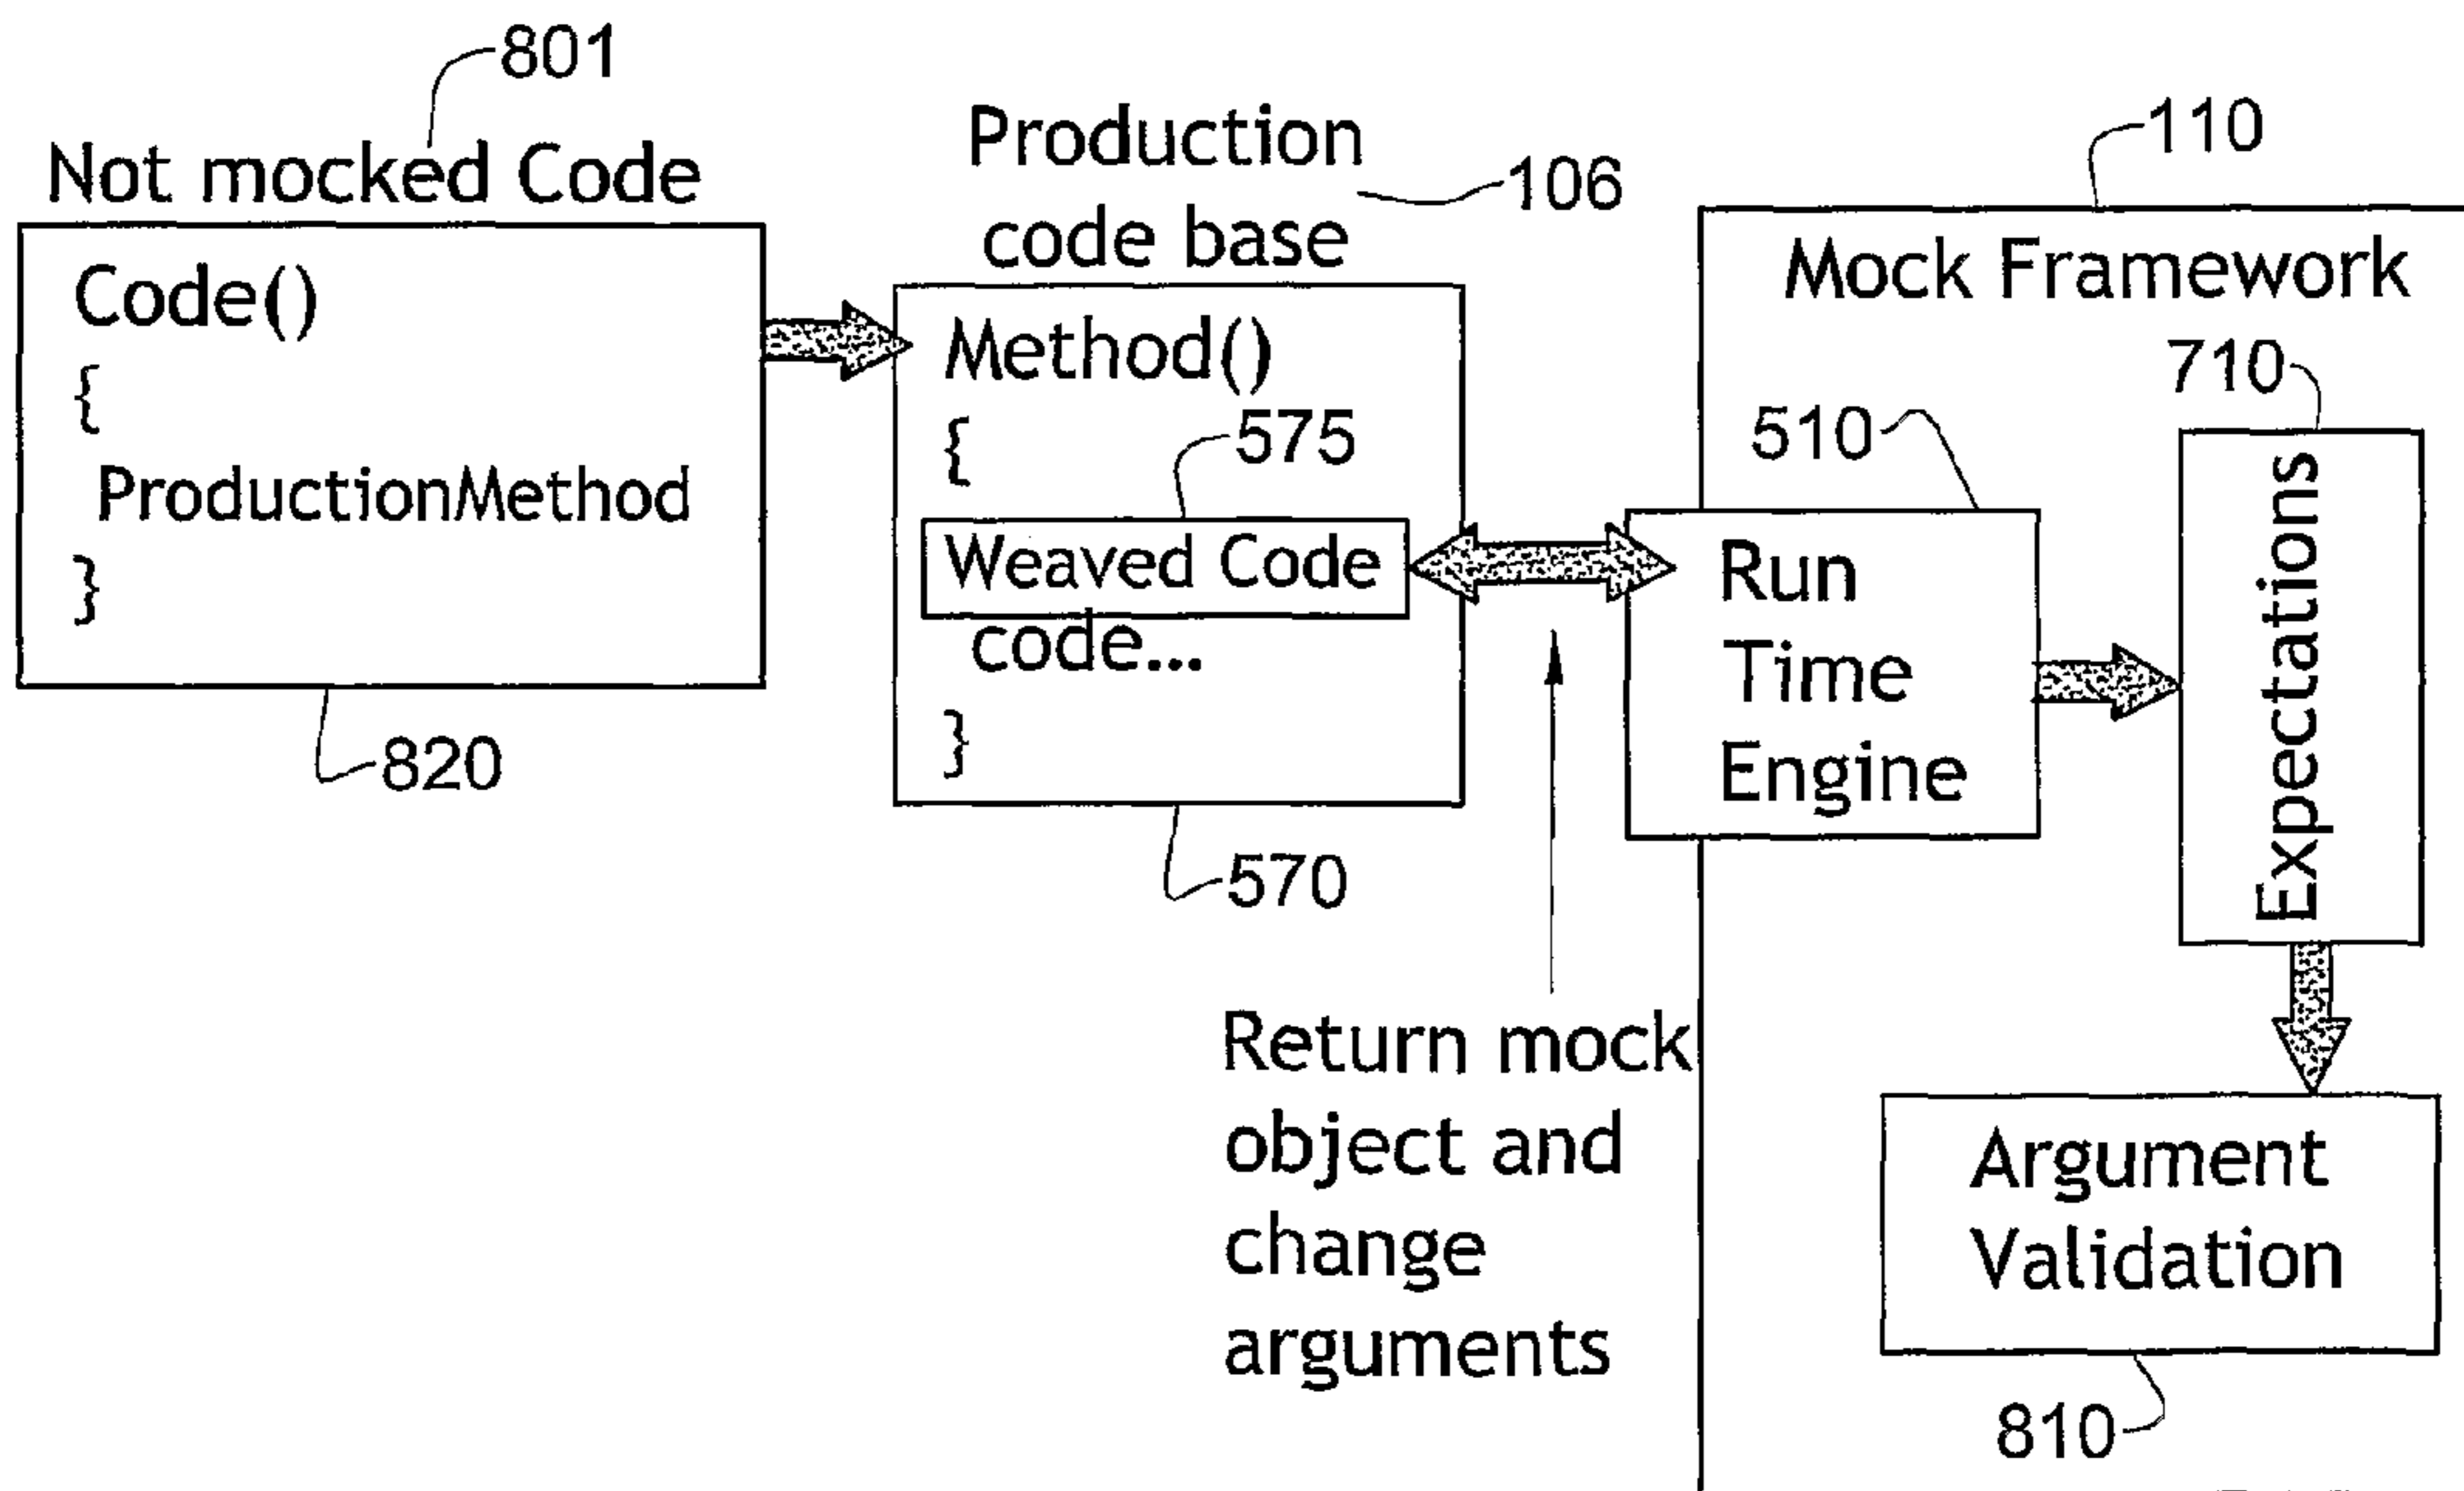 801
Not mocked Code
Code()
{
ProductionMethod
}
820
Production
code base
106
Method()
{
575
Weaved Code
code...
}
570
110
Mock Framework
710
510
Run
Time
Engine
Expectations
Return mock
object and
change
arguments
Argument
Validation
810